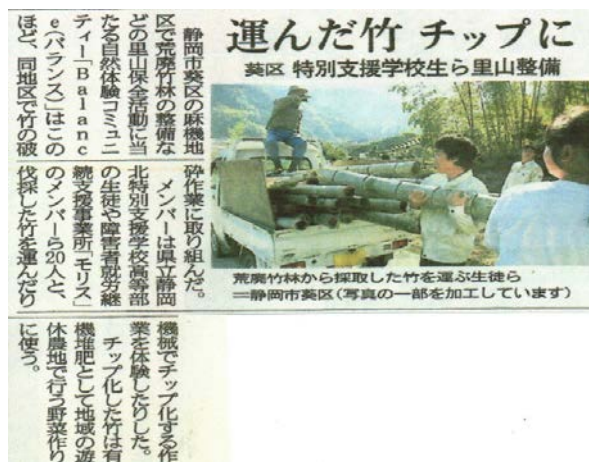 運んだ竹 チップに
葵区 特別支援学校生ら里山整備
静岡市葵区の麻機地
区で荒廃竹林の整備な
どの里山保全活動に当
たる自然体験コミュニ
ティー「Balanc
e(バランス)」はこの
ほど、同地区で竹の破
砕作業に取り組んだ。
メンバーは県立静岡
北特別支援学校高等部
の生徒や障害者就労継
続支援事業所「モリス」
のメンバーら20人と、
伐採した竹を運んだり
機械でチップ化する作
業を体験したりした。
チップ化した竹は有
機堆肥として地域の遊
休農地で行う野菜作り
に使う。
荒廃竹林から採取した竹を運ぶ生徒ら
=静岡市葵区(写真の一部を加工しています)